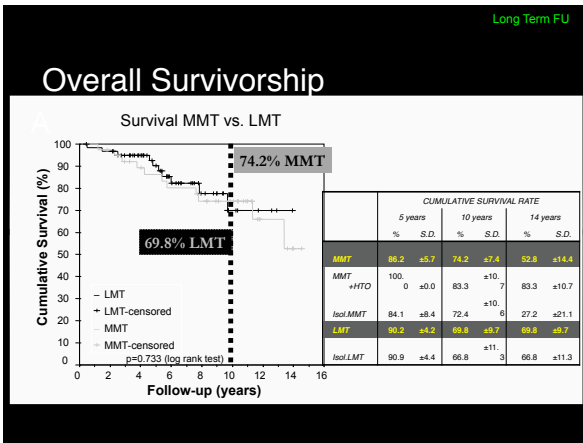 Long Term FU
Overall Survivorship
A
Survival MMT vs. LMT
Cumulative Survival (%)
100
90
80
70
60
50
40
30
20
10
0
74.2% MMT
69.8% LMT
LMT
LMT-censored
MMT
MMT-censored
p=0.733 (log rank test)
0 2 4 6 8 10 12 14 16
Follow-up (years)
CUMULATIVE SURVIVAL RATE
5 years 10 years 14 years
% S.D. % S.D. % S.D.
MMT 86.2 ±5.7 74.2 ±7.4 52.8 ±14.4
MMT 100. ±10.
+HTO 0 ±0.0 83.3 7 83.3 ±10.7
±10.
Isol.MMT 84.1 ±8.4 72.4 6 27.2 ±21.1
LMT 90.2 ±4.2 69.8 ±9.7 69.8 ±9.7
±11.
Isol.LMT 90.9 ±4.4 66.8 3 66.8 ±11.3